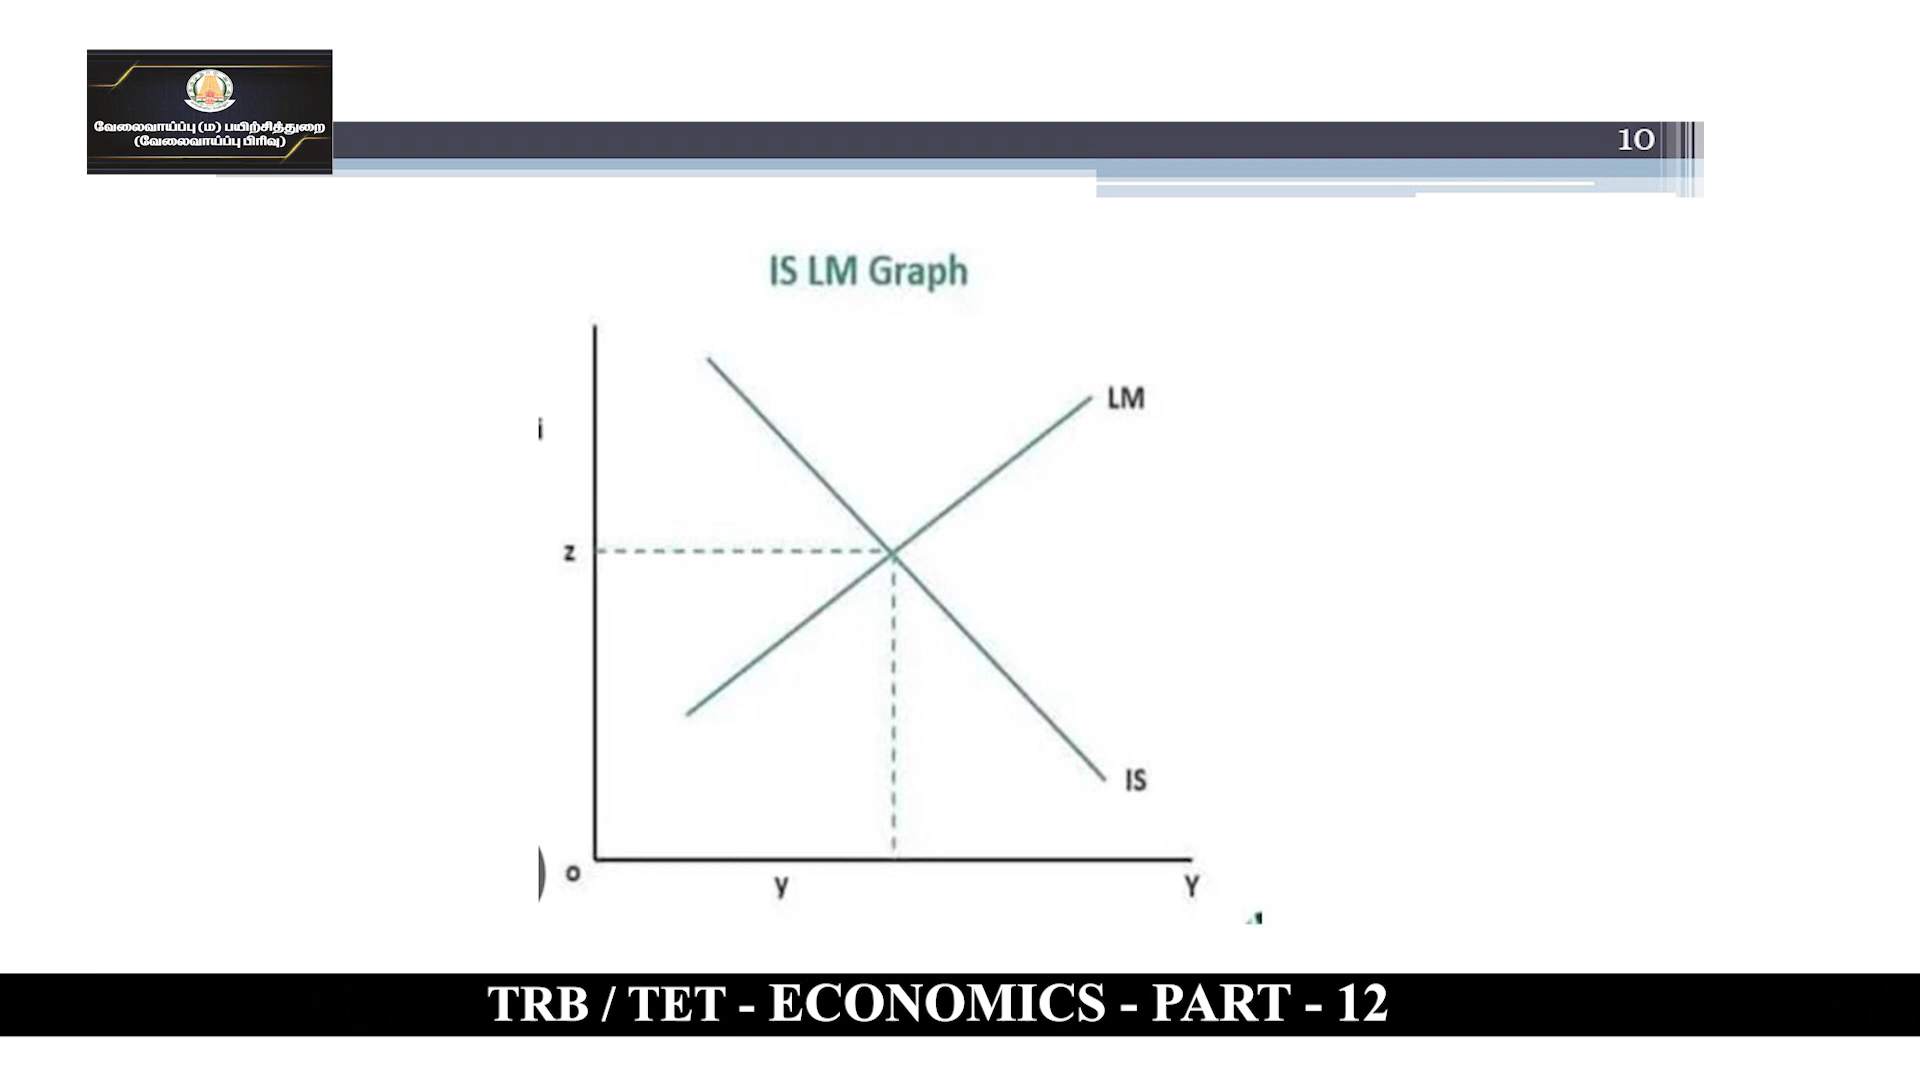 வேலைவாய்ப்பு (ம) பயிற்சித்துறை
(வேலைவாய்ப்பு பிரிவு)
10
IS LM Graph
LM
i
z
IS
o
y
Y
TRB / TET - ECONOMICS - PART - 12